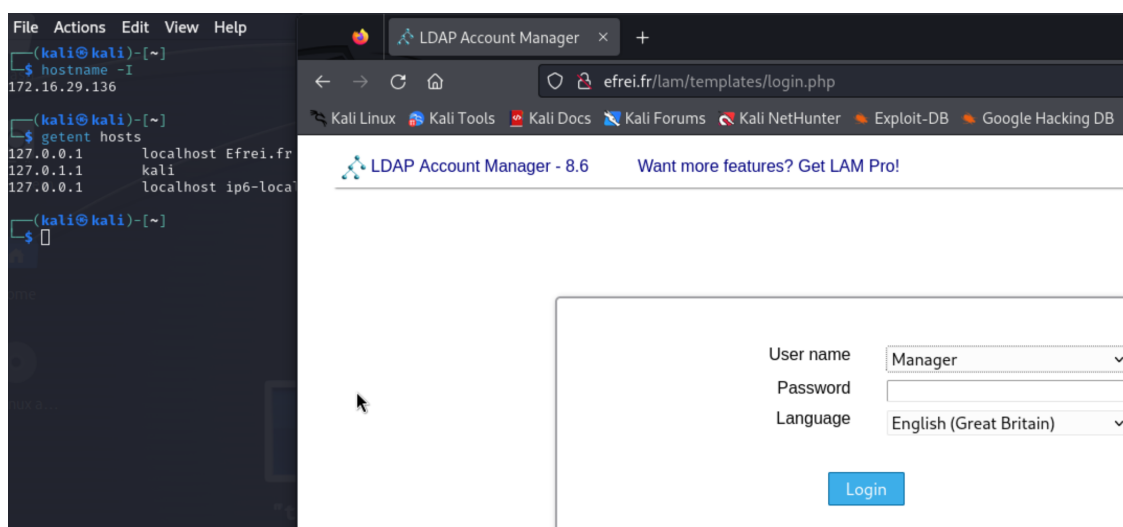 File Actions Edit View Help
┌──(kali㉿kali)-[~]
└─$ hostname -I
172.16.29.136
┌──(kali㉿kali)-[~]
└─$ getent hosts
127.0.0.1 localhost Efrei.fr
127.0.1.1 kali
127.0.0.1 localhost ip6-loca
┌──(kali㉿kali)-[~]
└─$
LDAP Account Manager × +
efrei.fr/lam/templates/login.php
Kali Linux Kali Tools Kali Docs Kali Forums Kali NetHunter Exploit-DB Google Hacking DB
LDAP Account Manager - 8.6 Want more features? Get LAM Pro!
User name Manager
Password
Language English (Great Britain)
Login